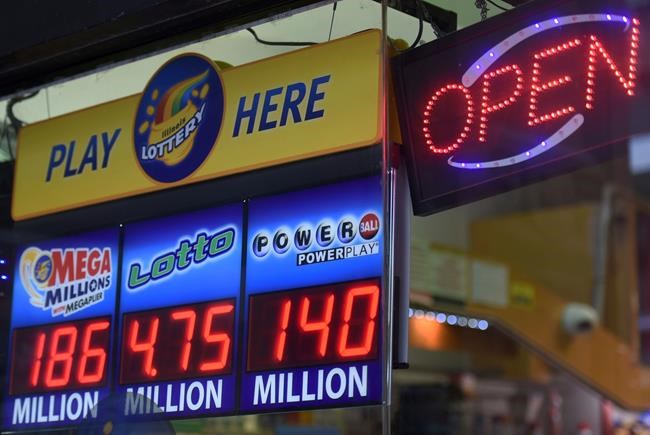 PLAY Illinois LOTTERY HERE
OPEN
MEGA MILLIONS WITH MEGAPLIER
186
MILLION
Lotto
4.75
MILLION
POWERBALL
POWERPLAY
140
MILLION